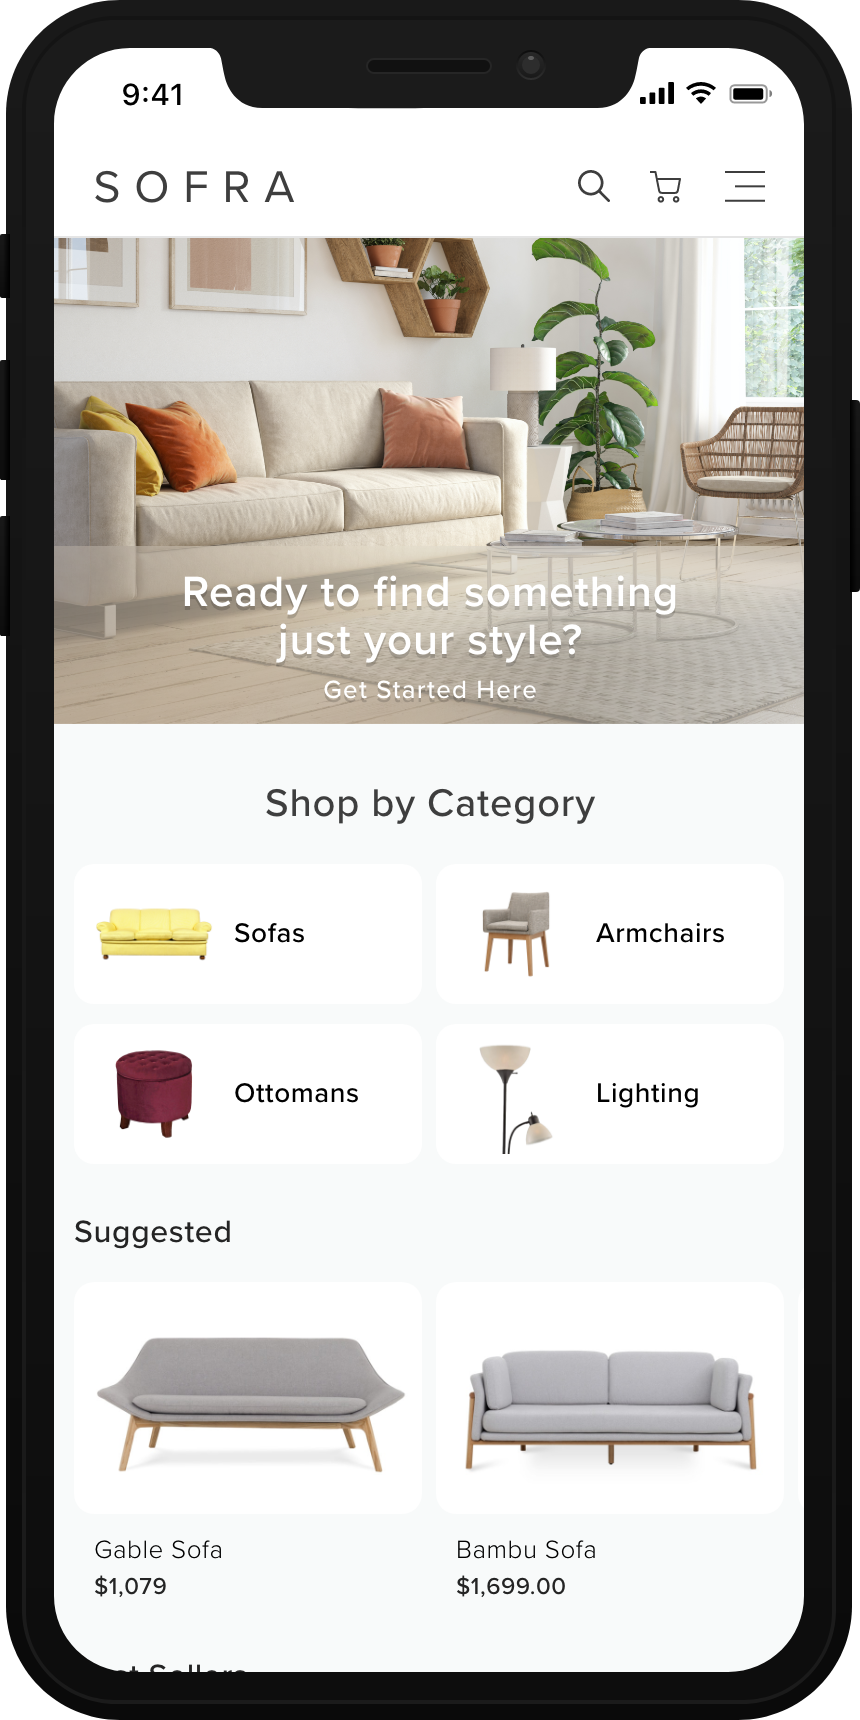 9:41
SOFRA
Ready to find something
just your style?
Get Started Here
Shop by Category
Sofas
Armchairs
Ottomans
Lighting
Suggested
Gable Sofa
Bambu Sofa
$1,079
$1,699.00
Sellers